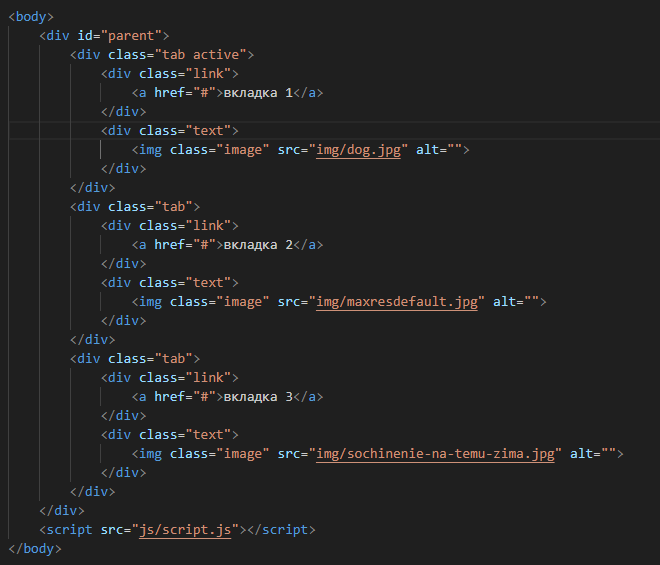 <body>
<div id="parent">
<div class="tab active">
<div class="link">
<a href="#">вкладка 1</a>
</div>
<div class="text">
<img class="image" src="img/dog.jpg" alt="">
</div>
</div>
<div class="tab">
<div class="link">
<a href="#">вкладка 2</a>
</div>
<div class="text">
<img class="image" src="img/maxresdefault.jpg" alt="">
</div>
</div>
<div class="tab">
<div class="link">
<a href="#">вкладка 3</a>
</div>
<div class="text">
<img class="image" src="img/sochinenie-na-temu-zima.jpg" alt="">
</div>
</div>
</div>
<script src="js/script.js"></script>
</body>